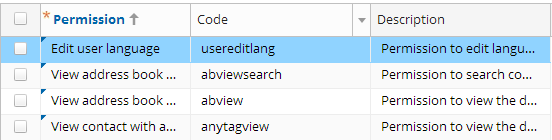 * Permission ↑ Code Description
Edit user language usereditlang Permission to edit langu...
View address book ... abviewsearch Permission to search co...
View address book ... abview Permission to view the d...
View contact with a... anytagview Permission to view the d...